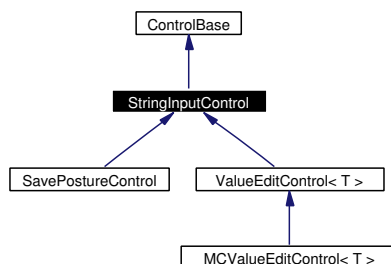 ControlBase
StringInputControl
SavePostureControl
ValueEditControl< T >
MCValueEditControl< T >